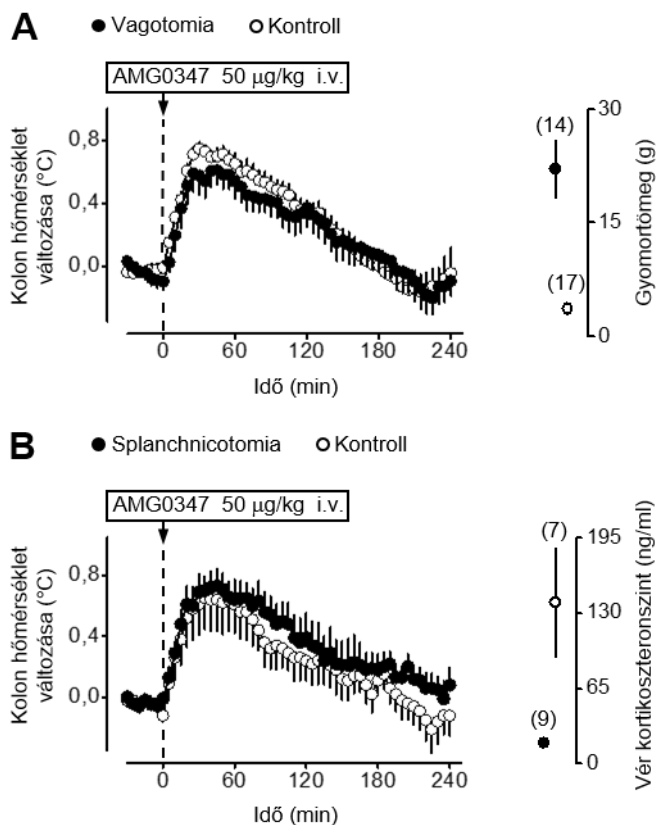 A
● Vagotomia ○ Kontroll
AMG0347 50 μg/kg i.v.
Kolon hőmérséklet
változása (°C)
0,8
0,4
0,0
0 60 120 180 240
Idő (min)
(14)
(17)
30
15
0
Gyomortömeg (g)
B
● Splanchnicotomia ○ Kontroll
AMG0347 50 μg/kg i.v.
Kolon hőmérséklet
változása (°C)
0,8
0,4
0,0
0 60 120 180 240
Idő (min)
(7)
(9)
195
130
65
0
Vér kortikoszteronszint (ng/ml)